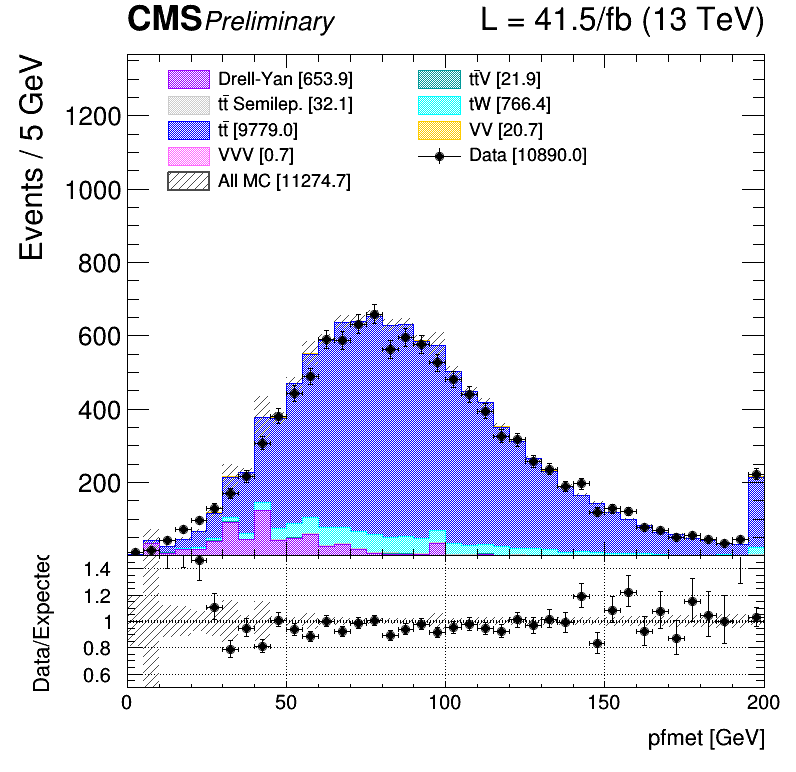 CMS Preliminary L = 41.5/fb (13 TeV)
Events / 5 GeV
Drell-Yan [653.9]
tt̄ Semilep. [32.1]
tt̄ [9779.0]
VVV [0.7]
All MC [11274.7]
tt̄V [21.9]
tW [766.4]
VV [20.7]
Data [10890.0]
1200
1000
800
600
400
200
Data/Expected
1.4
1.2
1
0.8
0.6
0 50 100 150 200
pfmet [GeV]